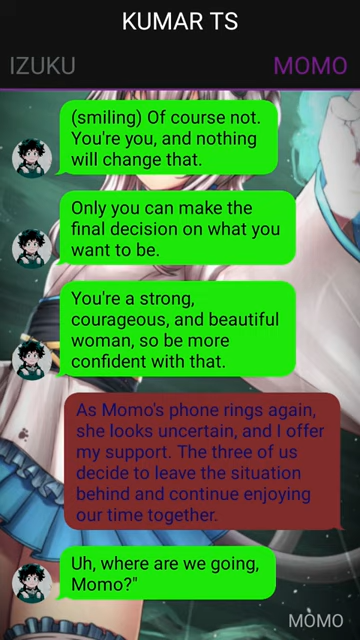 KUMAR TS
IZUKU
MOMO
(smiling) Of course not.
You're you, and nothing
will change that.
Only you can make the
final decision on what you
want to be.
You're a strong,
courageous, and beautiful
woman, so be more
confident with that.
As Momo's phone rings again,
she looks uncertain, and I offer
my support. The three of us
decide to leave the situation
behind and continue enjoying
our time together.
Uh, where are we going,
Momo?"
MOMO